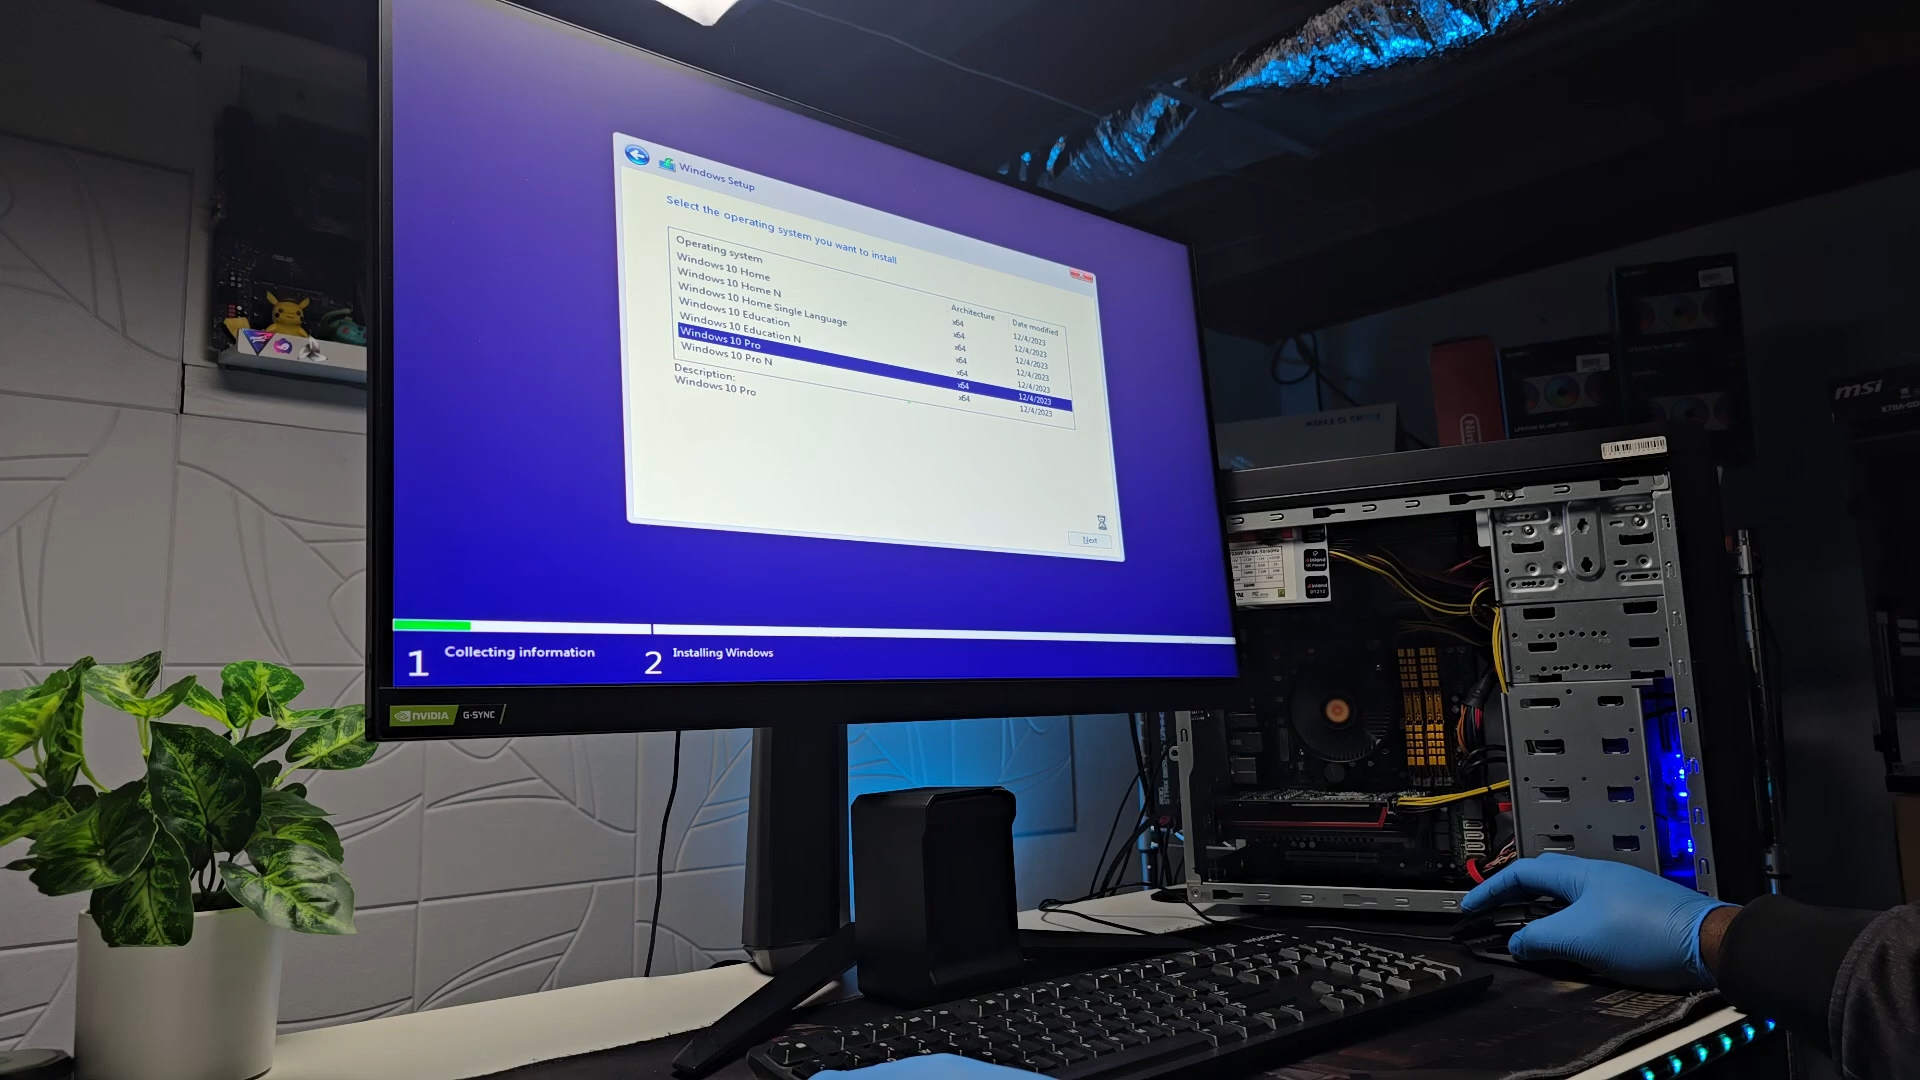 Windows Setup
Select the operating system you want to install
Operating system Architecture Date modified
Windows 10 Home x64 12/4/2023
Windows 10 Home N x64 12/4/2023
Windows 10 Home Single Language x64 12/4/2023
Windows 10 Education x64 12/4/2023
Windows 10 Education N x64 12/4/2023
Windows 10 Pro x64 12/4/2023
Windows 10 Pro N x64 12/4/2023
Description:
Windows 10 Pro
Next
1 Collecting information 2 Installing Windows
NVIDIA G-SYNC
msi
ASUS